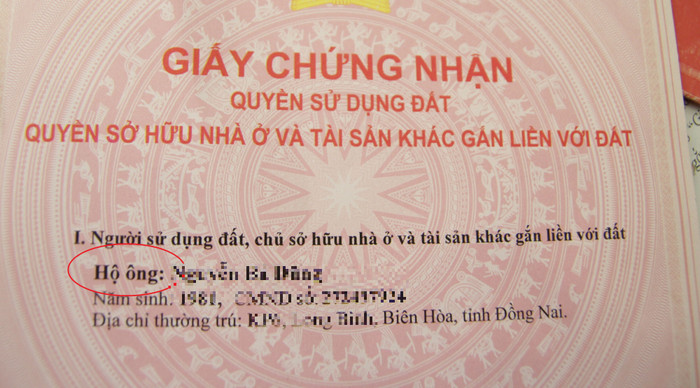 GIẤY CHỨNG NHẬN
QUYỀN SỬ DỤNG ĐẤT
QUYỀN SỞ HỮU NHÀ Ở VÀ TÀI SẢN KHÁC GẮN LIỀN VỚI ĐẤT
I. Người sử dụng đất, chủ sở hữu nhà ở và tài sản khác gắn liền với đất
Hộ ông:
Năm sinh: 1981, CMND số:
Địa chỉ thường trú: Biên Hòa, tỉnh Đồng Nai.